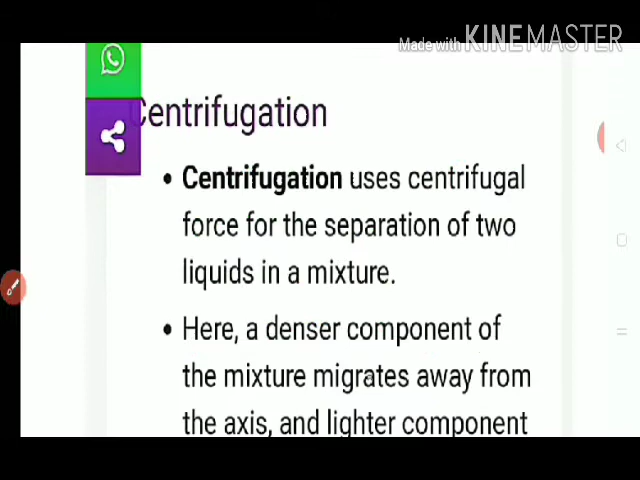 Made with KINEMASTER
Centrifugation
• Centrifugation uses centrifugal
force for the separation of two
liquids in a mixture.
• Here, a denser component of
the mixture migrates away from
the axis, and lighter component